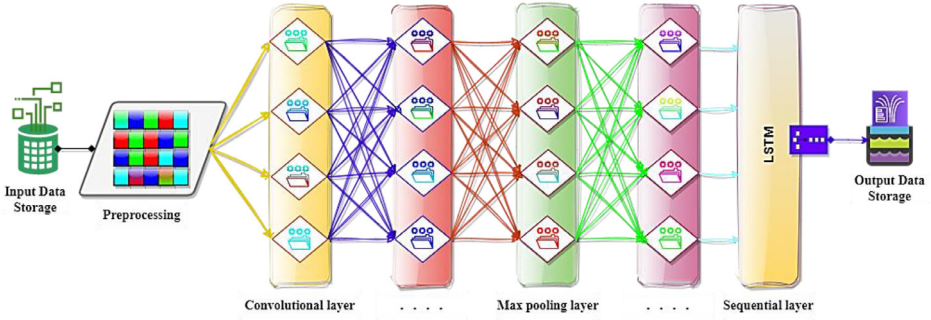 LSTM
Input Data
Storage
Preprocessing
Output Data
Storage
Convolutional layer
. . . .
Max pooling layer
. . . .
Sequential layer